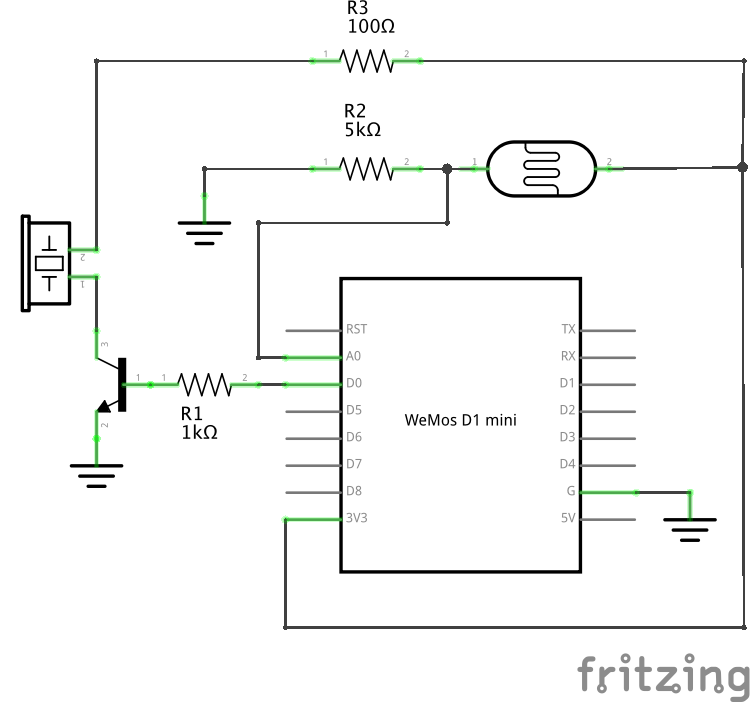 R3
100Ω
1 2
R2
5kΩ
1 2
1 2
2
1
RST TX
A0 RX
3
1 1 2
D0 D1
R1
1kΩ
D5 D2
WeMos D1 mini
2
D6 D3
D7 D4
D8 G
3V3 5V
fritzing